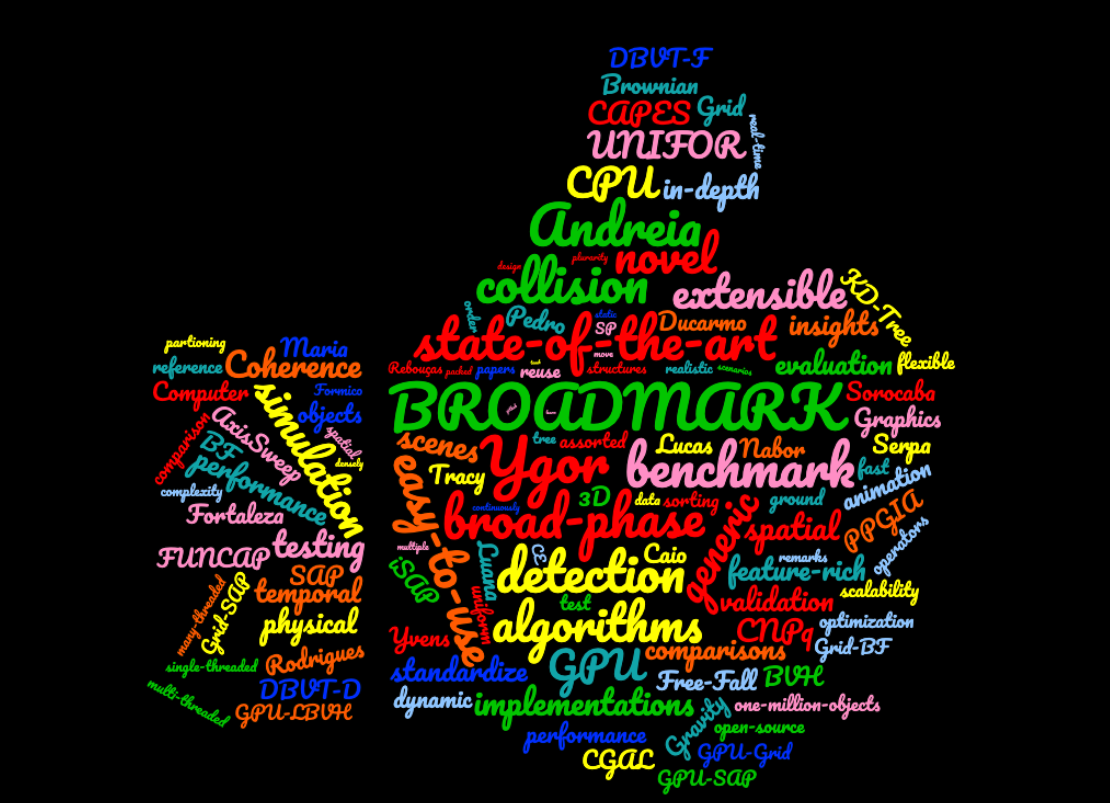 DBVT-F
Brownian
CAPES
Grid
real-time
UNIFOR
CPU
in-depth
Andreia
novel
plurarity
design
collision
extensible
KD-Tree
order
Pedro
static
SP
Ducarmo
insights
state-of-the-art
move
evaluation
flexible
Rebouças
packed
papers
reuse
structures
realistic
scenarios
partioning
Maria
reference
Coherence
Computer
Formico
simulation
objects
BROADMARK
Sorocaba
Graphics
comparison
AxisSweep
spatial
BF
densely
performance
complexity
Fortaleza
scenes
Ygor
tree
assorted
Lucas
Nabor
Serpa
Tracy
benchmark
fast
animation
easy-to-use
3D
data
sorting
ground
continuously
broad-phase
generic
spatial
PPGIA
operators
FUNCAP
testing
multiple
iSAP
Luana
CE
Caio
remarks
detection
feature-rich
scalability
many-threaded
Grid-SAP
SAP
temporal
uniform
test
validation
physical
algorithms
CNPq
optimization
Yvens
comparisons
Grid-BF
single-threaded
Rodrigues
standardize
GPU
Free-Fall
BVH
multi-threaded
DBVT-D
dynamic
implementations
Gravity
one-million-objects
GPU-LBVH
performance
open-source
CGAL
GPU-Grid
GPU-SAP